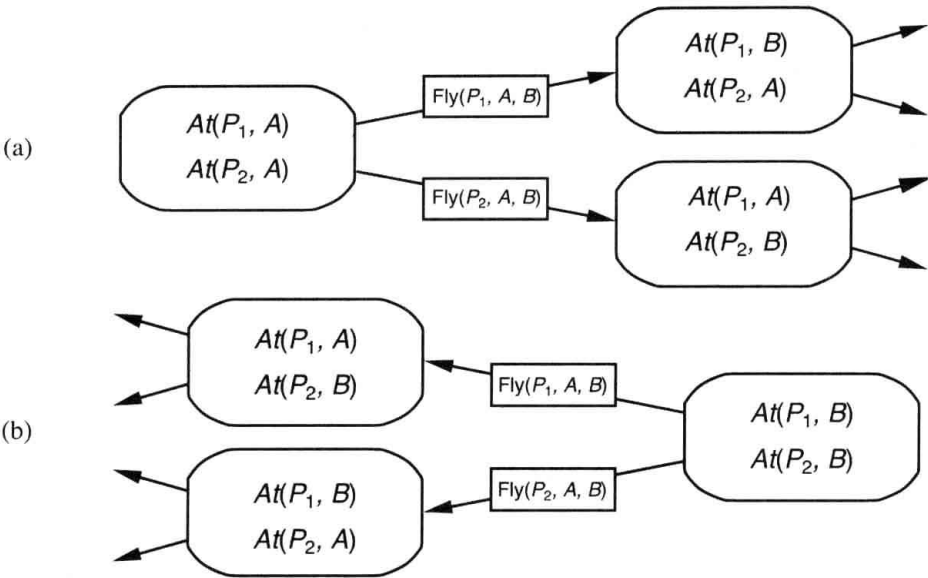 (a)
At(P1, A)
At(P2, A)
Fly(P1, A, B)
Fly(P2, A, B)
At(P1, B)
At(P2, A)
At(P1, A)
At(P2, B)
(b)
At(P1, A)
At(P2, B)
At(P1, B)
At(P2, A)
Fly(P1, A, B)
Fly(P2, A, B)
At(P1, B)
At(P2, B)